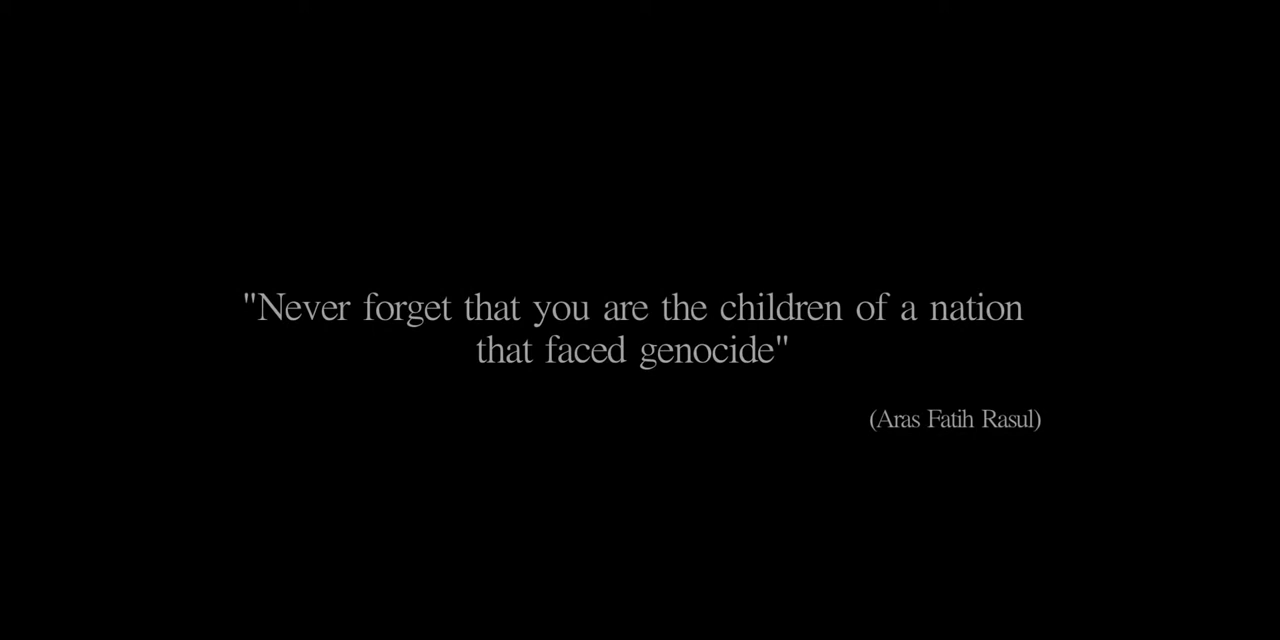 "Never forget that you are the children of a nation
that faced genocide"
(Aras Fatih Rasul)